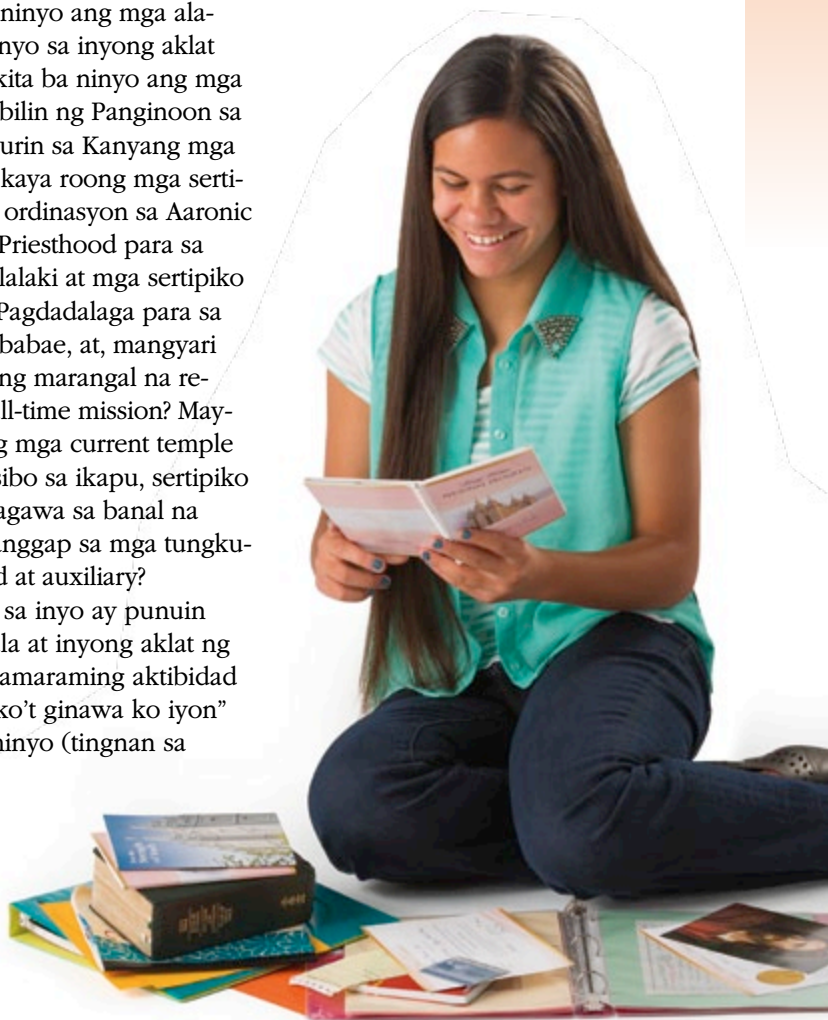 ninyo ang mga ala-
nyo sa inyong aklat
kita ba ninyo ang mga
bilin ng Panginoon sa
urin sa Kanyang mga
kaya roong mga serti-
ordinasyon sa Aaronic
Priesthood para sa
lalaki at mga sertipiko
Pagdadalaga para sa
babae, at, mangyari
ng marangal na re-
ll-time mission? May-
g mga current temple
sibo sa ikapu, sertipiko
agawa sa banal na
anggap sa mga tungku-
d at auxiliary?
sa inyo ay punuin
la at inyong aklat ng
amaraming aktibidad
ko't ginawa ko iyon”
ninyo (tingnan sa